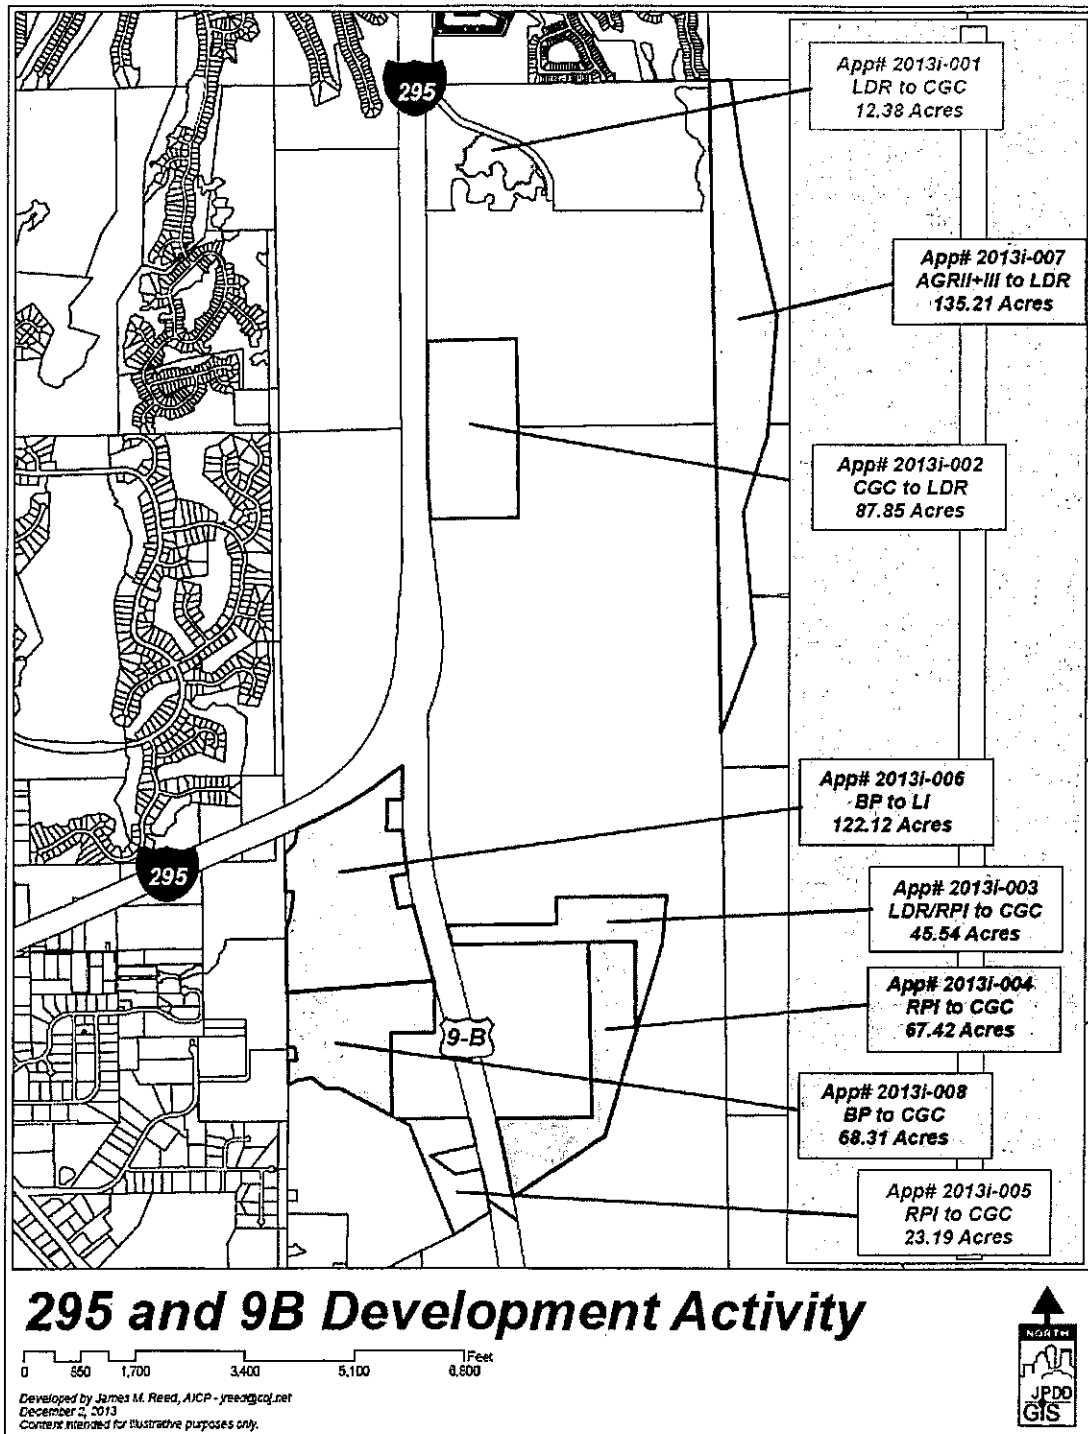 295
App# 2013i-001
LDR to CGC
12.38 Acres
App# 2013i-007
AGRII+III to LDR
135.21 Acres
App# 2013i-002
CGC to LDR
87.85 Acres
App# 2013i-006
BP to LI
122.12 Acres
295
App# 2013i-003
LDR/RPI to CGC
45.54 Acres
App# 2013i-004
RPI to CGC
67.42 Acres
9-B
App# 2013i-008
BP to CGC
68.31 Acres
App# 2013i-005
RPI to CGC
23.19 Acres
295 and 9B Development Activity
Feet
0 850 1,700 3,400 5,100 6,800
Developed by James M. Reed, AICP - jreed@coj.net
December 2, 2013
Content intended for illustrative purposes only.
NORTH
JPDD
GIS